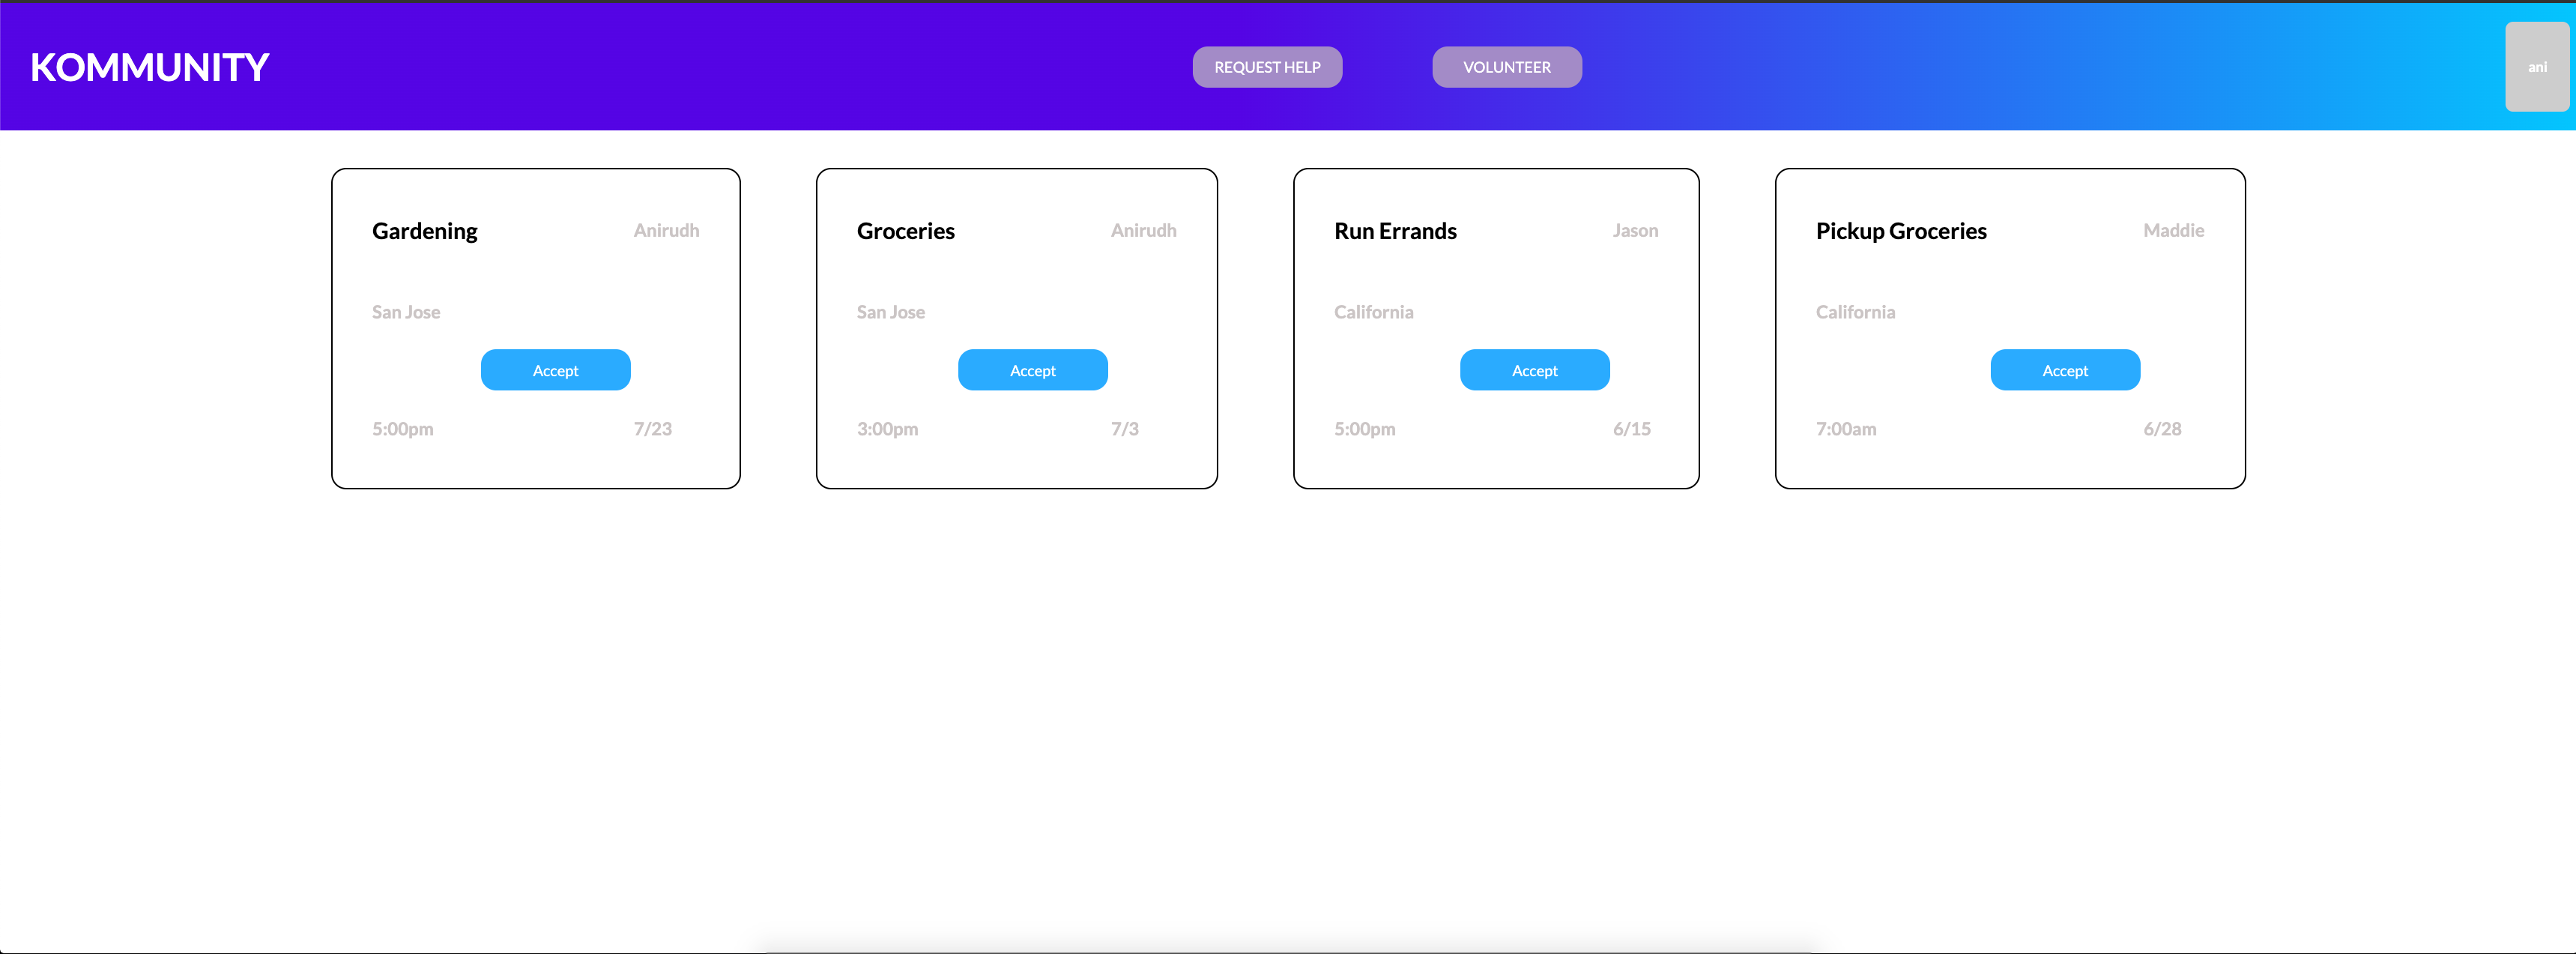 KOMMUNITY
REQUEST HELP
VOLUNTEER
ani
Gardening
Anirudh
San Jose
Accept
5:00pm
7/23
Groceries
Anirudh
San Jose
Accept
3:00pm
7/3
Run Errands
Jason
California
Accept
5:00pm
6/15
Pickup Groceries
Maddie
California
Accept
7:00am
6/28